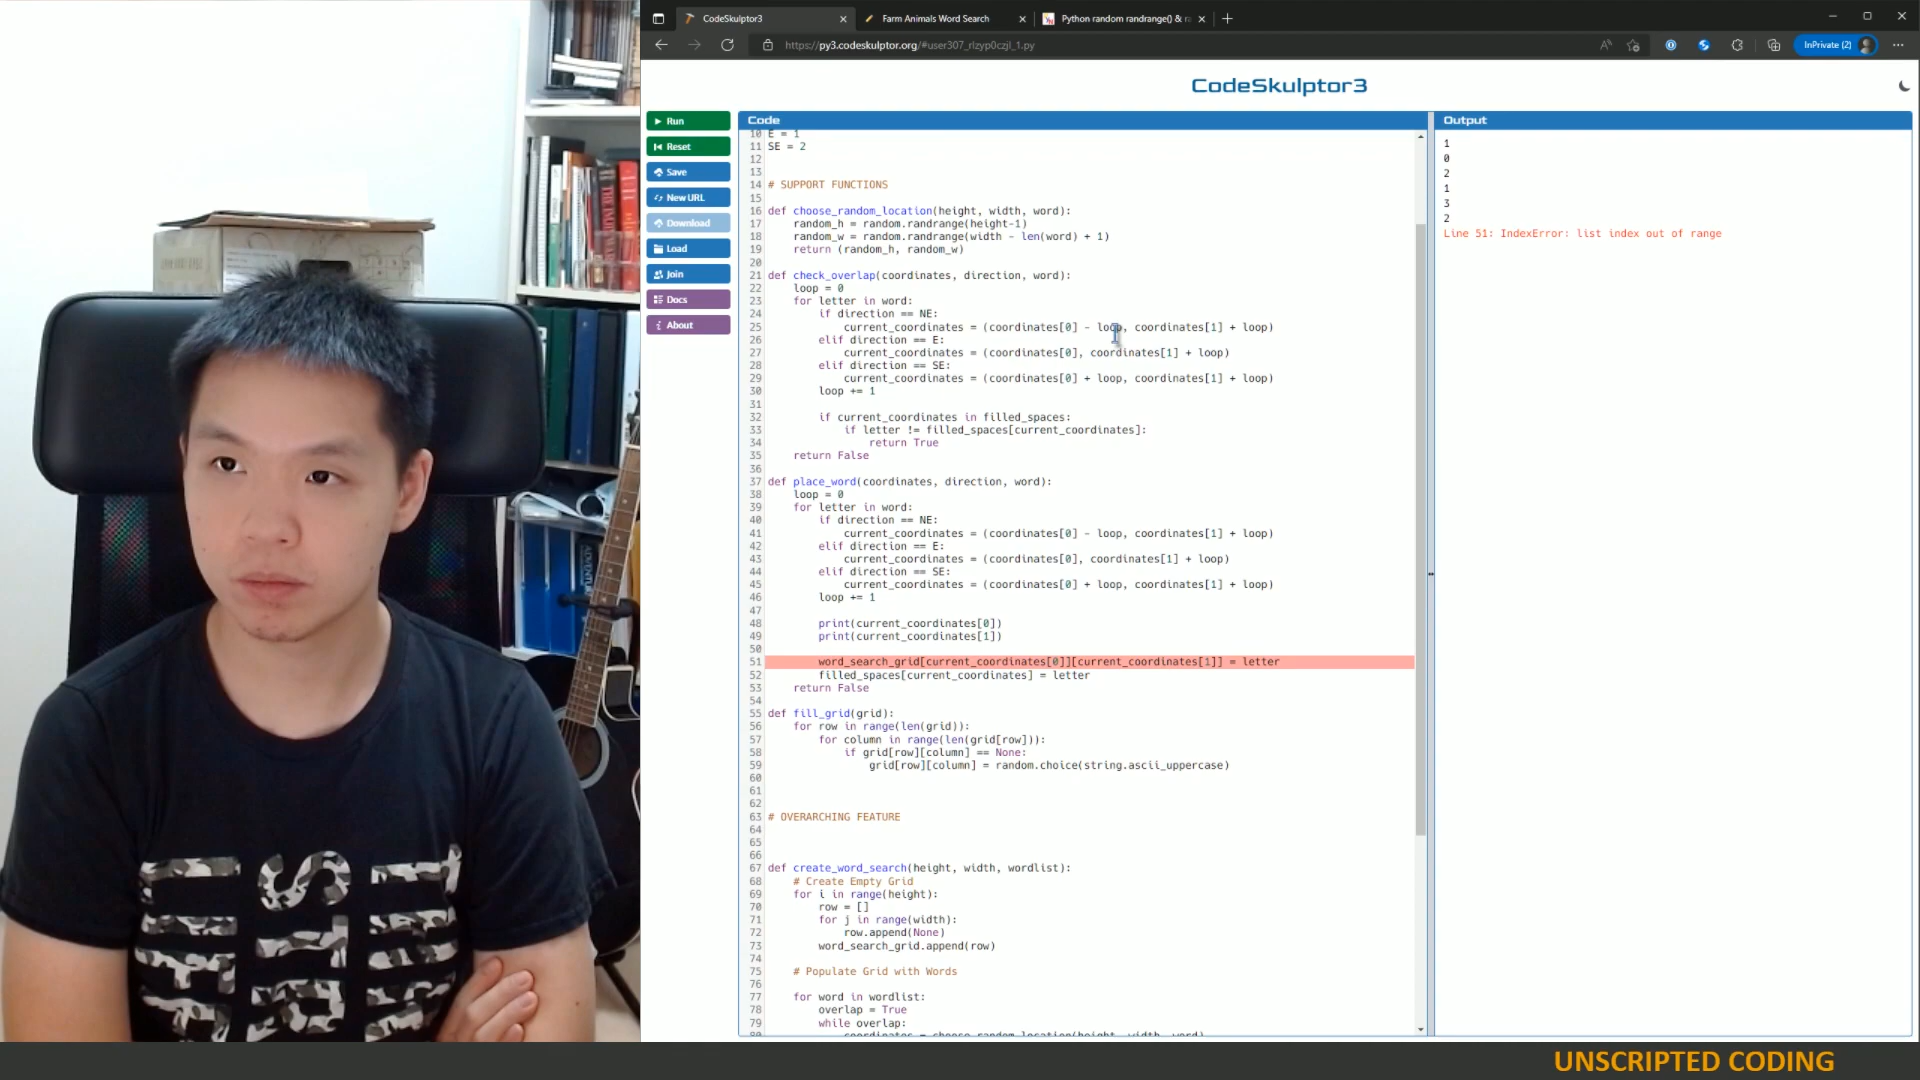 CodeSkulptor3
Farm Animals Word Search
Python random randrange() & ra
https://py3.codeskulptor.org/#user307_rlzyp0czjl_1.py
InPrivate (2)
CodeSkulptor3
Run
Reset
Save
New URL
Download
Load
Join
Docs
About
Code
10 E = 1
11 SE = 2
12
13
14 # SUPPORT FUNCTIONS
15
16 def choose_random_location(height, width, word):
17 random_h = random.randrange(height-1)
18 random_w = random.randrange(width - len(word) + 1)
19 return (random_h, random_w)
20
21 def check_overlap(coordinates, direction, word):
22 loop = 0
23 for letter in word:
24 if direction == NE:
25 current_coordinates = (coordinates[0] - loop, coordinates[1] + loop)
26 elif direction == E:
27 current_coordinates = (coordinates[0], coordinates[1] + loop)
28 elif direction == SE:
29 current_coordinates = (coordinates[0] + loop, coordinates[1] + loop)
30 loop += 1
31
32 if current_coordinates in filled_spaces:
33 if letter != filled_spaces[current_coordinates]:
34 return True
35 return False
36
37 def place_word(coordinates, direction, word):
38 loop = 0
39 for letter in word:
40 if direction == NE:
41 current_coordinates = (coordinates[0] - loop, coordinates[1] + loop)
42 elif direction == E:
43 current_coordinates = (coordinates[0], coordinates[1] + loop)
44 elif direction == SE:
45 current_coordinates = (coordinates[0] + loop, coordinates[1] + loop)
46 loop += 1
47
48 print(current_coordinates[0])
49 print(current_coordinates[1])
50
51 word_search_grid[current_coordinates[0]][current_coordinates[1]] = letter
52 filled_spaces[current_coordinates] = letter
53 return False
54
55 def fill_grid(grid):
56 for row in range(len(grid)):
57 for column in range(len(grid[row])):
58 if grid[row][column] == None:
59 grid[row][column] = random.choice(string.ascii_uppercase)
60
61
62
63 # OVERARCHING FEATURE
64
65
66
67 def create_word_search(height, width, wordlist):
68 # Create Empty Grid
69 for i in range(height):
70 row = []
71 for j in range(width):
72 row.append(None)
73 word_search_grid.append(row)
74
75 # Populate Grid with Words
76
77 for word in wordlist:
78 overlap = True
79 while overlap:
80 coordinates = choose_random_location(height, width, word)
Output
1
0
2
1
3
2
Line 51: IndexError: list index out of range
UNSCRIPTED CODING